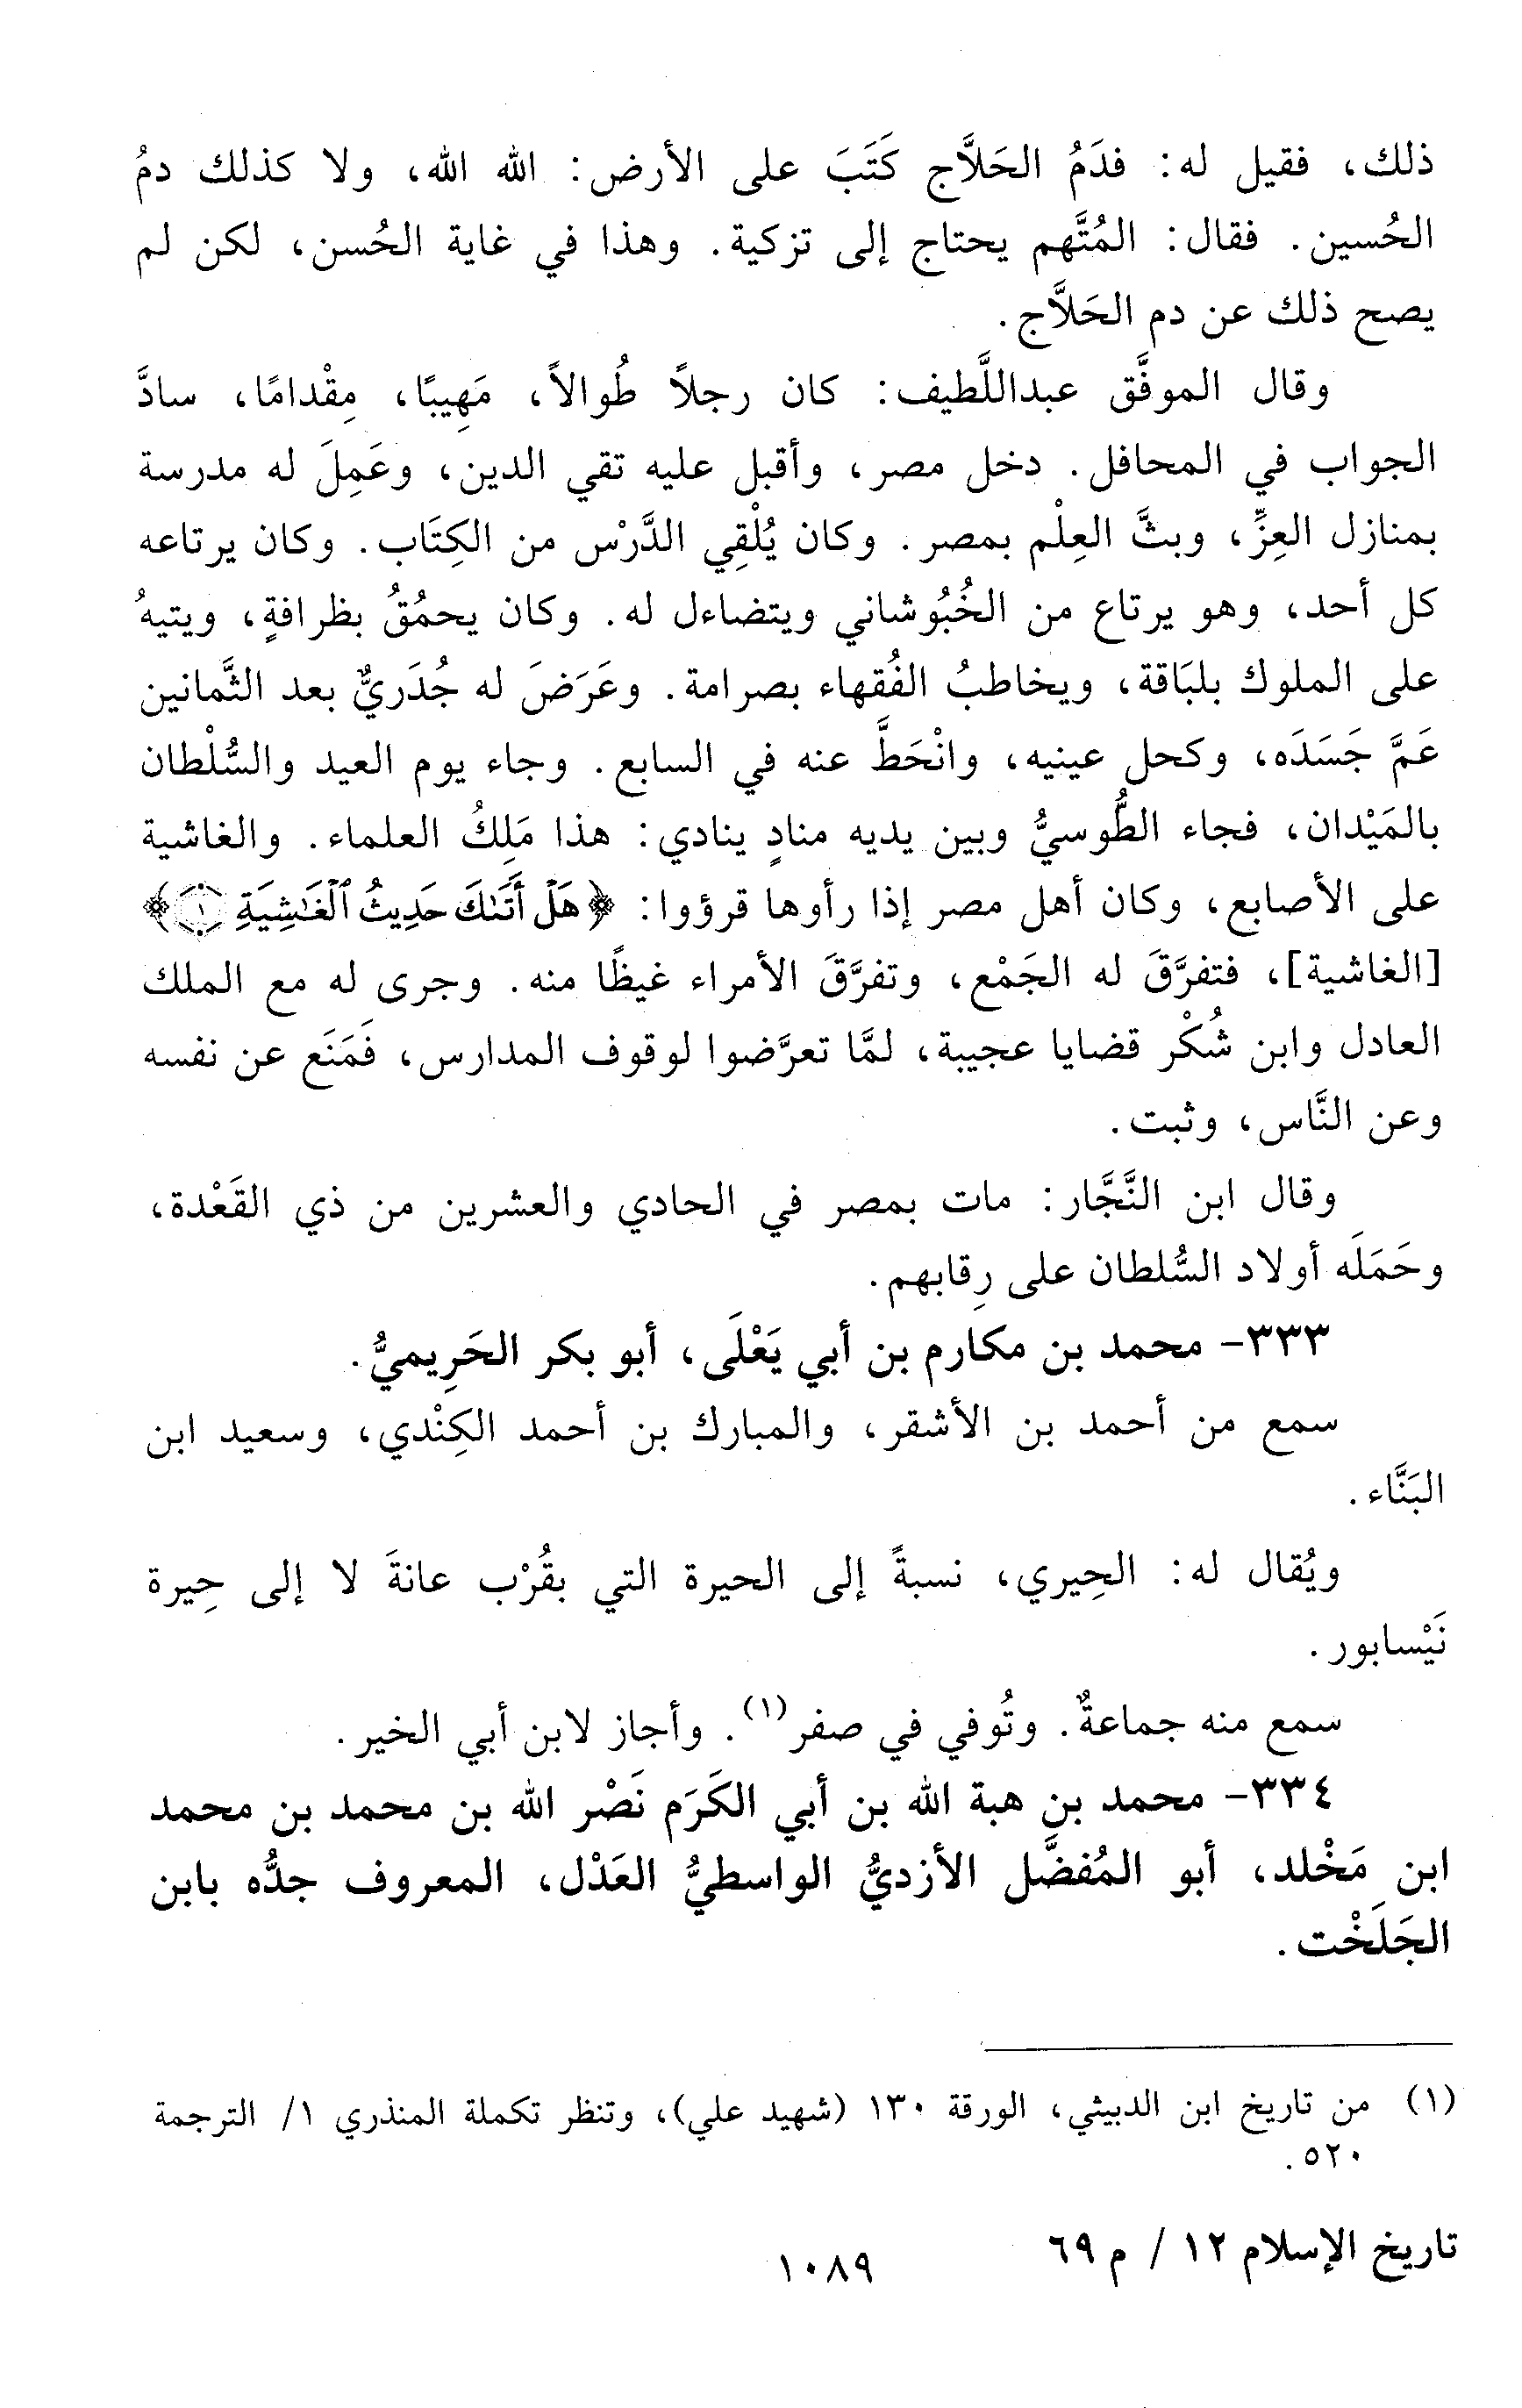 ذلك، فقيل له: فدَمُ الحَلاَّج كَتَبَ على الأرض: الله الله، ولا كذلك دمُ
الحُسين. فقال: المُتَّهم يحتاج إلى تزكية. وهذا في غاية الحُسن، لكن لم
يصح ذلك عن دم الحَلاَّج.
وقال الموفَّق عبداللَّطيف: كان رجلاً طُوالاً، مَهِيبًا، مِقْدامًا، سادَّ
الجواب في المحافل. دخل مصر، وأقبل عليه تقي الدين، وعَمِلَ له مدرسة
بمنازل العِزِّ، وبثَّ العِلْم بمصر. وكان يُلْقِي الدَّرْس من الكِتَاب. وكان يرتاعه
كل أحد، وهو يرتاع من الخُبُوشاني ويتضاءل له. وكان يحمُقُ بظرافةٍ، ويتيهُ
على الملوك بلبَاقة، ويخاطبُ الفُقهاء بصرامة. وعَرَضَ له جُدَريٌّ بعد الثَّمانين
عَمَّ جَسَدَه، وكحل عينيه، وانْحَطَّ عنه في السابع. وجاء يوم العيد والسُّلْطان
بالمَيْدان، فجاء الطُّوسيُّ وبين يديه منادٍ ينادي: هذا مَلِكُ العلماء. والغاشية
على الأصابع، وكان أهل مصر إذا رأوها قرؤوا: ﴿هَلْ أَتَىٰكَ حَدِيثُ ٱلْغَٰشِيَةِ ١﴾
[الغاشية]، فتفرَّقَ له الجَمْع، وتفرَّقَ الأمراء غيظًا منه. وجرى له مع الملك
العادل وابن شُكْر قضايا عجيبة، لمَّا تعرَّضوا لوقوف المدارس، فَمَنَع عن نفسه
وعن النَّاس، وثبت.
وقال ابن النَّجَّار: مات بمصر في الحادي والعشرين من ذي القَعْدة،
وحَمَلَه أولاد السُّلطان على رِقابهم.
٣٣٣- محمد بن مكارم بن أبي يَعْلَى، أبو بكر الحَرِيميُّ.
سمع من أحمد بن الأشقر، والمبارك بن أحمد الكِنْدي، وسعيد ابن
البَنَّاء.
ويُقال له: الحِيري، نسبةً إلى الحيرة التي بقُرْب عانةَ لا إلى حِيرة
نَيْسابور.
سمع منه جماعةٌ. وتُوفي في صفر(١). وأجاز لابن أبي الخير.
٣٣٤- محمد بن هبة الله بن أبي الكَرَم نَصْر الله بن محمد بن محمد
ابن مَخْلد، أبو المُفضَّل الأزديُّ الواسطيُّ العَدْل، المعروف جدُّه بابن
الجَلَخْت.
(١) من تاريخ ابن الدبيثي، الورقة ١٣٠ (شهيد علي)، وتنظر تكملة المنذري ١/ الترجمة
٥٢٠.
تاريخ الإسلام ١٢ / م ٦٩
١٠٨٩